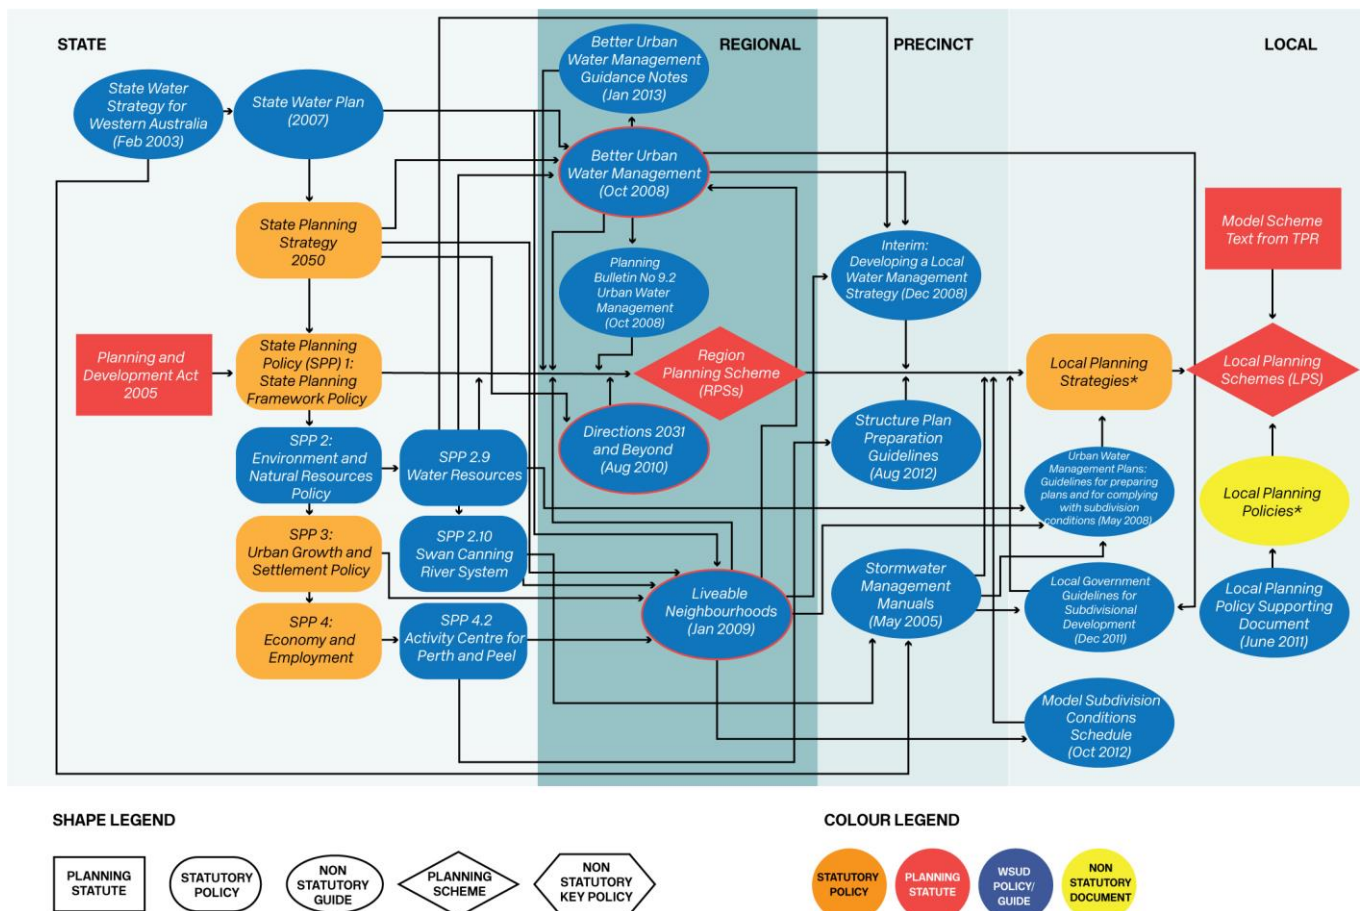 STATE
REGIONAL
PRECINCT
LOCAL
State Water
Strategy for
Western Australia
(Feb 2003)
State Water Plan
(2007)
Better Urban
Water Management
Guidance Notes
(Jan 2013)
Better Urban
Water Management
(Oct 2008)
State Planning
Strategy
2050
Planning
Bulletin No 9.2
Urban Water
Management
(Oct 2008)
Interim:
Developing a Local
Water Management
Strategy (Dec 2008)
Model Scheme
Text from TPR
Planning and
Development Act
2005
State Planning
Policy (SPP) 1:
State Planning
Framework Policy
Region
Planning Scheme
(RPSs)
Local Planning
Strategies*
Local Planning
Schemes (LPS)
SPP 2:
Environment and
Natural Resources
Policy
SPP 2.9
Water Resources
Directions 2031
and Beyond
(Aug 2010)
Structure Plan
Preparation
Guidelines
(Aug 2012)
Urban Water
Management Plans:
Guidelines for preparing
plans and for complying
with subdivision
conditions (May 2008)
Local Planning
Policies*
SPP 3:
Urban Growth and
Settlement Policy
SPP 2.10
Swan Canning
River System
Liveable
Neighbourhoods
(Jan 2009)
Stormwater
Management
Manuals
(May 2005)
Local Government
Guidelines for
Subdivisional
Development
(Dec 2011)
Local Planning
Policy Supporting
Document
(June 2011)
SPP 4:
Economy and
Employment
SPP 4.2
Activity Centre for
Perth and Peel
Model Subdivision
Conditions
Schedule
(Oct 2012)
SHAPE LEGEND
PLANNING
STATUTE
STATUTORY
POLICY
NON
STATUTORY
GUIDE
PLANNING
SCHEME
NON
STATUTORY
KEY POLICY
COLOUR LEGEND
STATUTORY
POLICY
PLANNING
STATUTE
WSUD
POLICY/
GUIDE
NON
STATUTORY
DOCUMENT